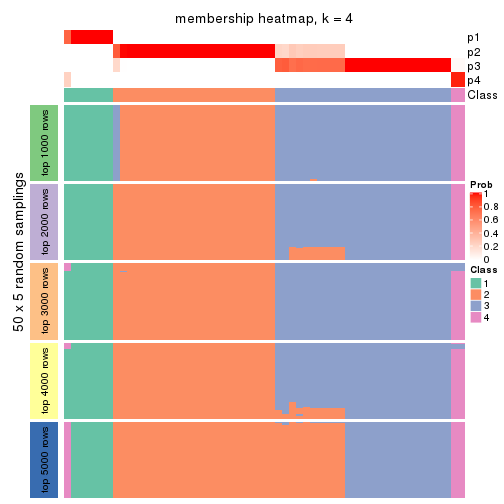 membership heatmap, k = 4
p1
p2
p3
p4
Class
50 x 5 random samplings
top 1000 rows
top 2000 rows
top 3000 rows
top 4000 rows
top 5000 rows
Prob
1
0.8
0.6
0.4
0.2
0
Class
1
2
3
4